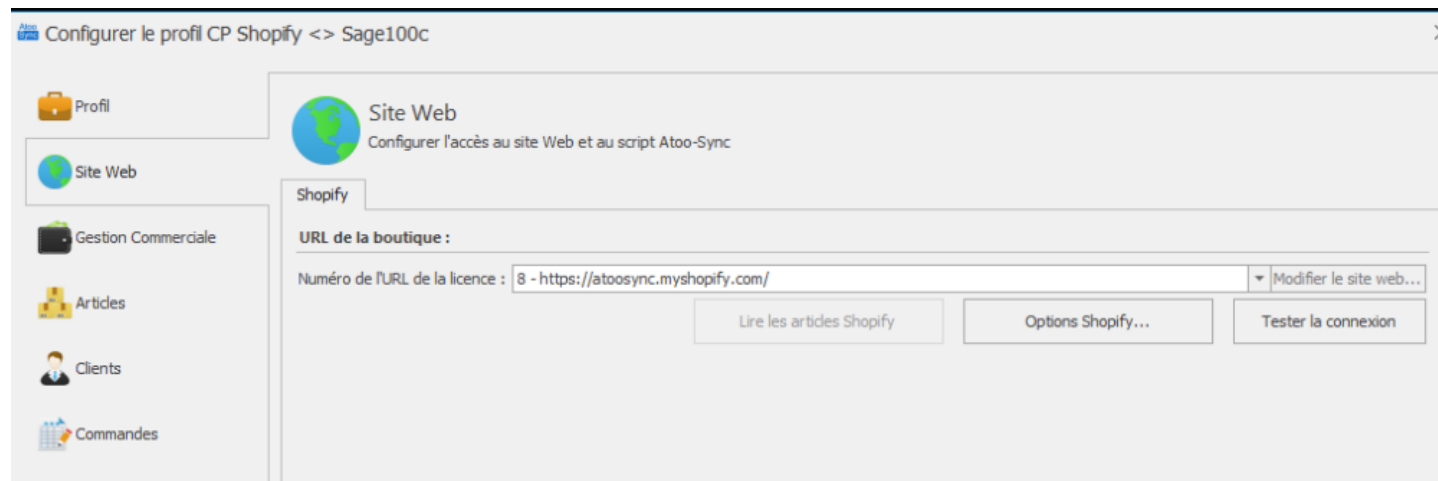 Atoo Sync
Configurer le profil CP Shopify <> Sage100c
Profil
Site Web
Gestion Commerciale
Articles
Clients
Commandes
Site Web
Configurer l'accès au site Web et au script Atoo-Sync
Shopify
URL de la boutique :
Numéro de l'URL de la licence : 8 - https://atoosync.myshopify.com/ Modifier le site web...
Lire les articles Shopify Options Shopify... Tester la connexion